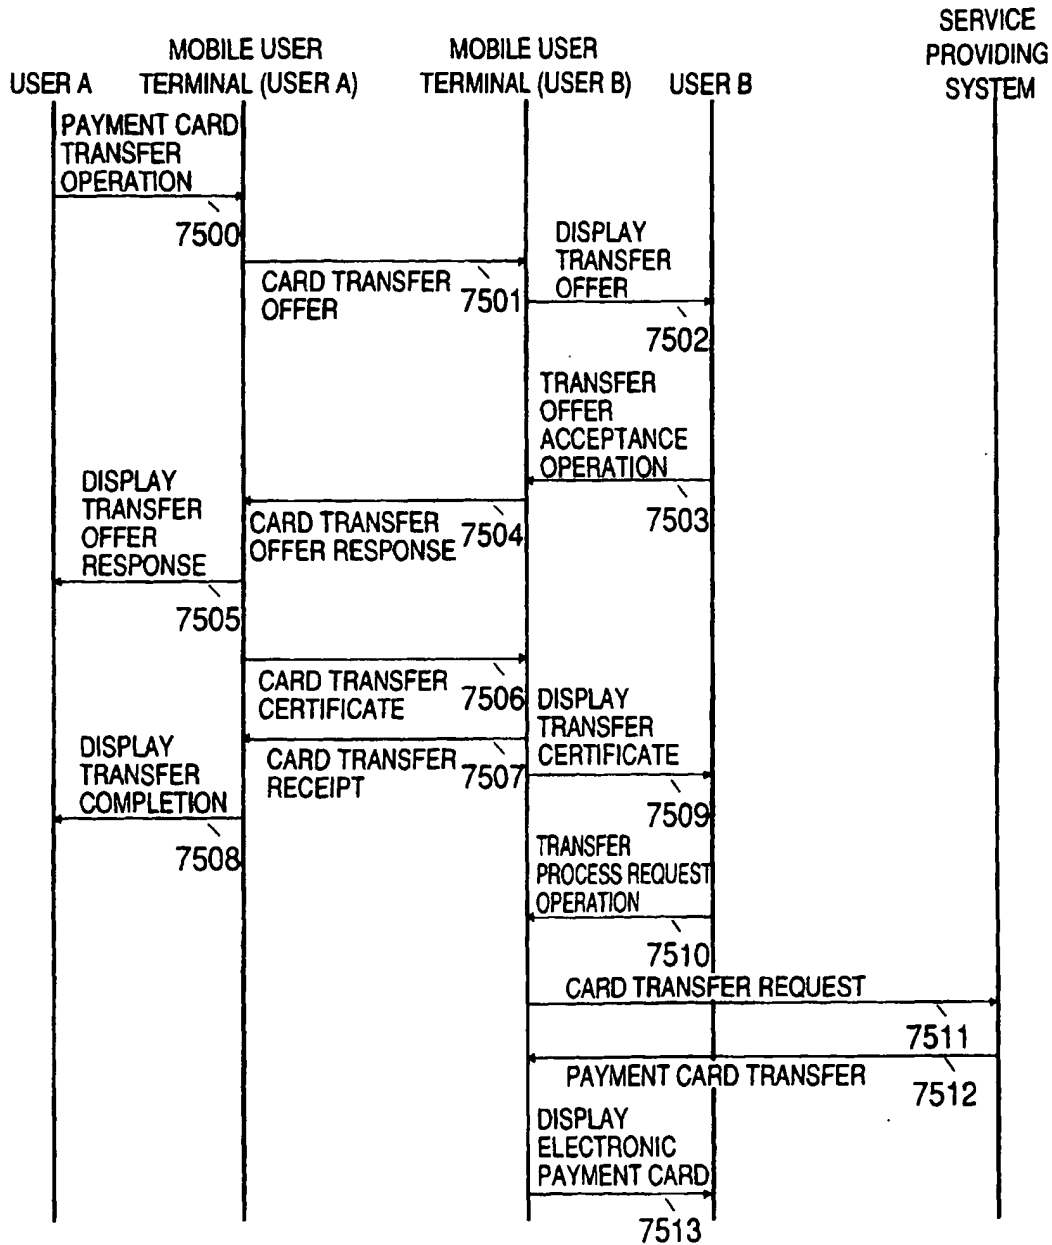 SERVICE
PROVIDING
SYSTEM
MOBILE USER
TERMINAL (USER A)
MOBILE USER
TERMINAL (USER B)
USER A
USER B
PAYMENT CARD
TRANSFER
OPERATION
7500
CARD TRANSFER
OFFER
7501
DISPLAY
TRANSFER
OFFER
7502
TRANSFER
OFFER
ACCEPTANCE
OPERATION
7503
CARD TRANSFER
OFFER RESPONSE
7504
DISPLAY
TRANSFER
OFFER
RESPONSE
7505
CARD TRANSFER
CERTIFICATE
7506
CARD TRANSFER
RECEIPT
7507
DISPLAY
TRANSFER
COMPLETION
7508
DISPLAY
TRANSFER
CERTIFICATE
7509
TRANSFER
PROCESS REQUEST
OPERATION
7510
CARD TRANSFER REQUEST
7511
PAYMENT CARD TRANSFER
7512
DISPLAY
ELECTRONIC
PAYMENT CARD
7513